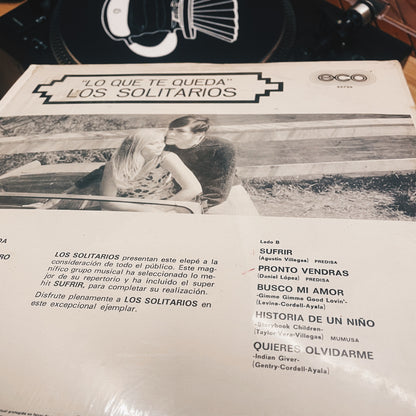 "LO QUE TE QUEDA"
LOS SOLITARIOS
eco
LOS SOLITARIOS presentan este elepé a la
consideración de todo el público. Este mag-
nífico grupo musical ha seleccionado lo me-
jor de su repertorio y ha incluido el super
hit SUFRIR, para completar su realización.
Disfrute plenamente a LOS SOLITARIOS en
este excepcional ejemplar.
Lado B
SUFRIR
(Agustín Villegas) PREDISA
PRONTO VENDRAS
(Daniel López) PREDISA
BUSCO MI AMOR
-Gimme Gimme Good Lovin'-
(Levine-Cordell-Ayala)
HISTORIA DE UN NIÑO
-Storybook Children-
(Taylor-Vera-Villegas) MUMUSA
QUIERES OLVIDARME
-Indian Giver-
(Gentry-Cordell-Ayala)